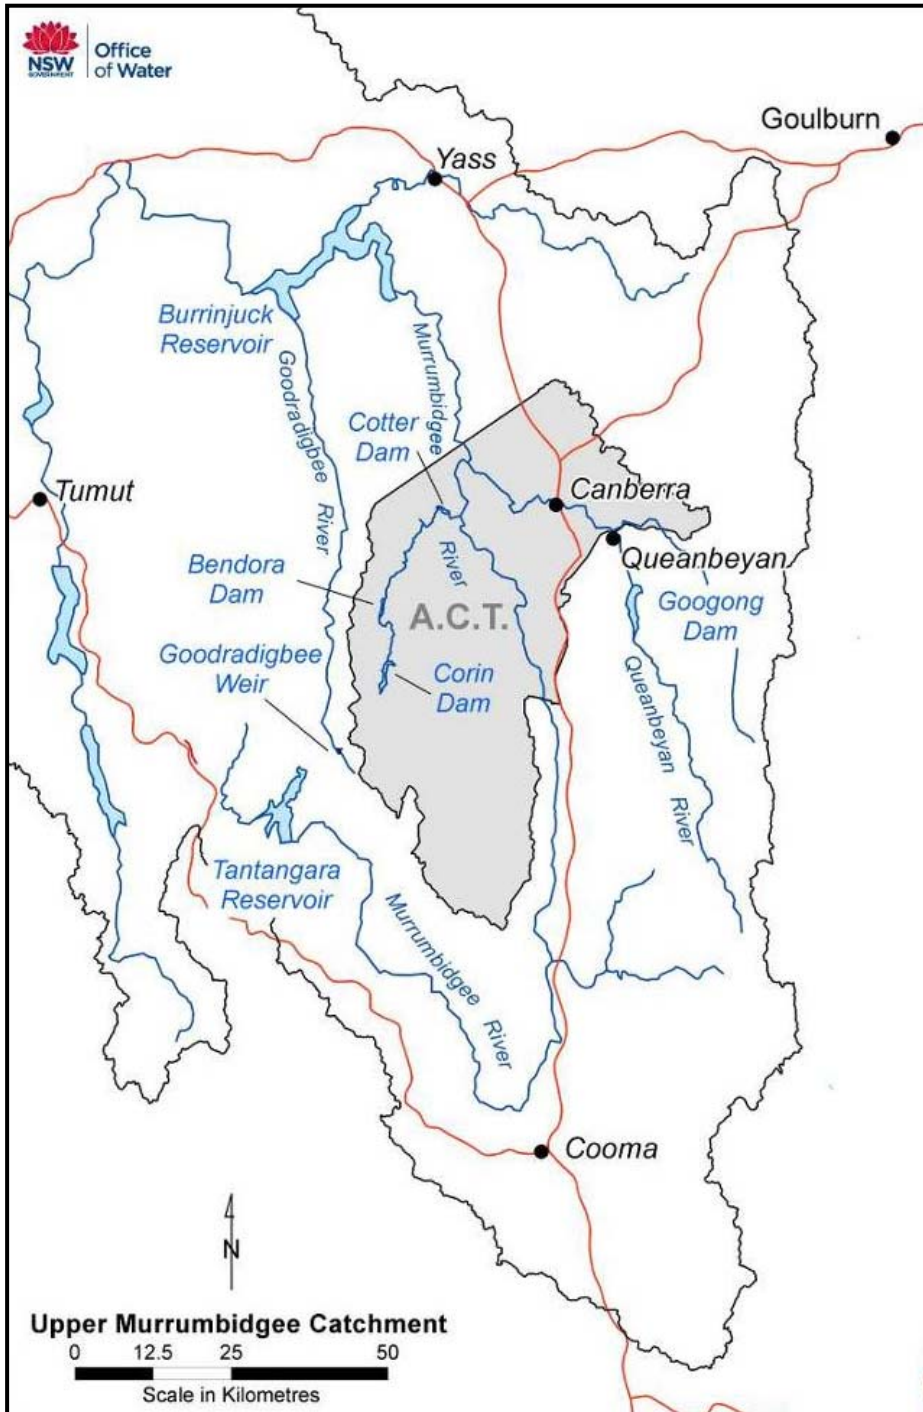 NSW
GOVERNMENT
Office
of Water
Goulburn
Yass
Burrinjuck
Reservoir
Goodradigbee
River
Murrumbidgee
Cotter
Dam
Tumut
Canberra
Queanbeyan
River
Bendora
Dam
A.C.T.
Googong
Dam
Goodradigbee
Weir
Corin
Dam
Queanbeyan
River
Tantangara
Reservoir
Murrumbidgee
River
Cooma
N
Upper Murrumbidgee Catchment
0 12.5 25 50
Scale in Kilometres